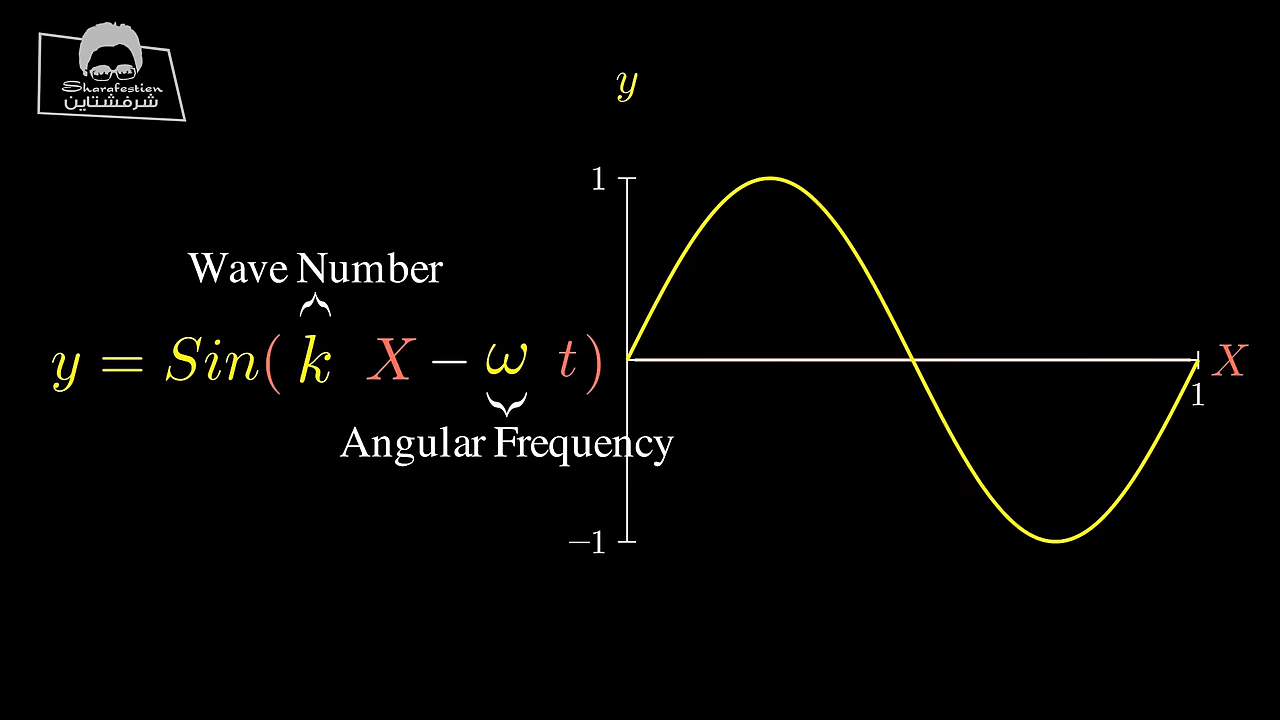 Sharafestien
شرفشتاين
y
1
Wave Number
y = Sin( k X − ω t )
X
1
Angular Frequency
−1